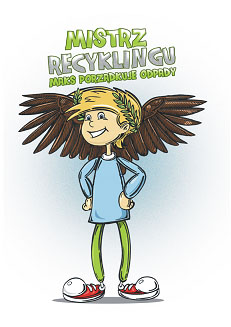 MISTRZ
RECYKLINGU
MAKS PORZĄDKUJE ODPADY